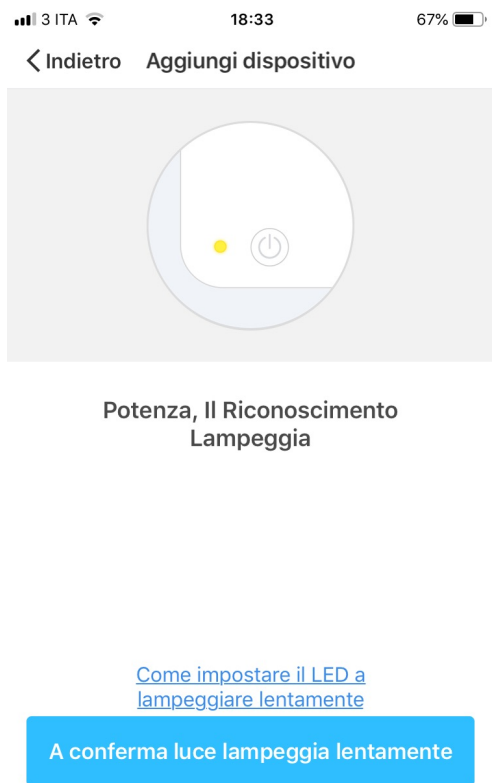 3 ITA 18:33 67%
Indietro Aggiungi dispositivo
Potenza, Il Riconoscimento
Lampeggia
Come impostare il LED a
lampeggiare lentamente
A conferma luce lampeggia lentamente